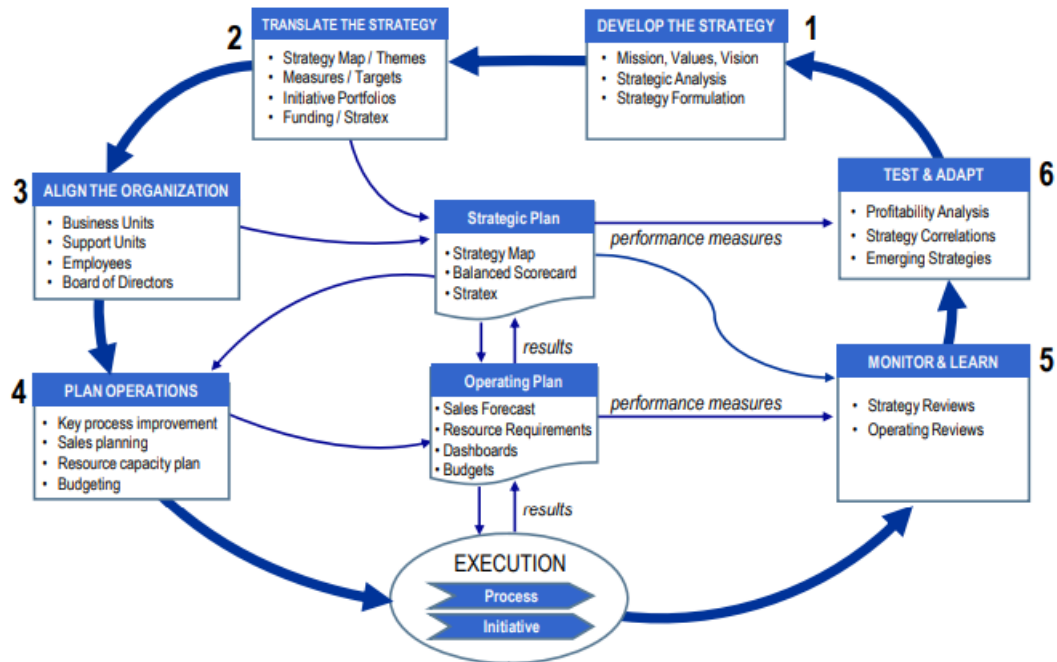 1
DEVELOP THE STRATEGY
• Mission, Values, Vision
• Strategic Analysis
• Strategy Formulation
2
TRANSLATE THE STRATEGY
• Strategy Map / Themes
• Measures / Targets
• Initiative Portfolios
• Funding / Stratex
3
ALIGN THE ORGANIZATION
• Business Units
• Support Units
• Employees
• Board of Directors
4
PLAN OPERATIONS
• Key process improvement
• Sales planning
• Resource capacity plan
• Budgeting
Strategic Plan
• Strategy Map
• Balanced Scorecard
• Stratex
performance measures
results
Operating Plan
• Sales Forecast
• Resource Requirements
• Dashboards
• Budgets
performance measures
results
EXECUTION
Process
Initiative
5
MONITOR & LEARN
• Strategy Reviews
• Operating Reviews
6
TEST & ADAPT
• Profitability Analysis
• Strategy Correlations
• Emerging Strategies